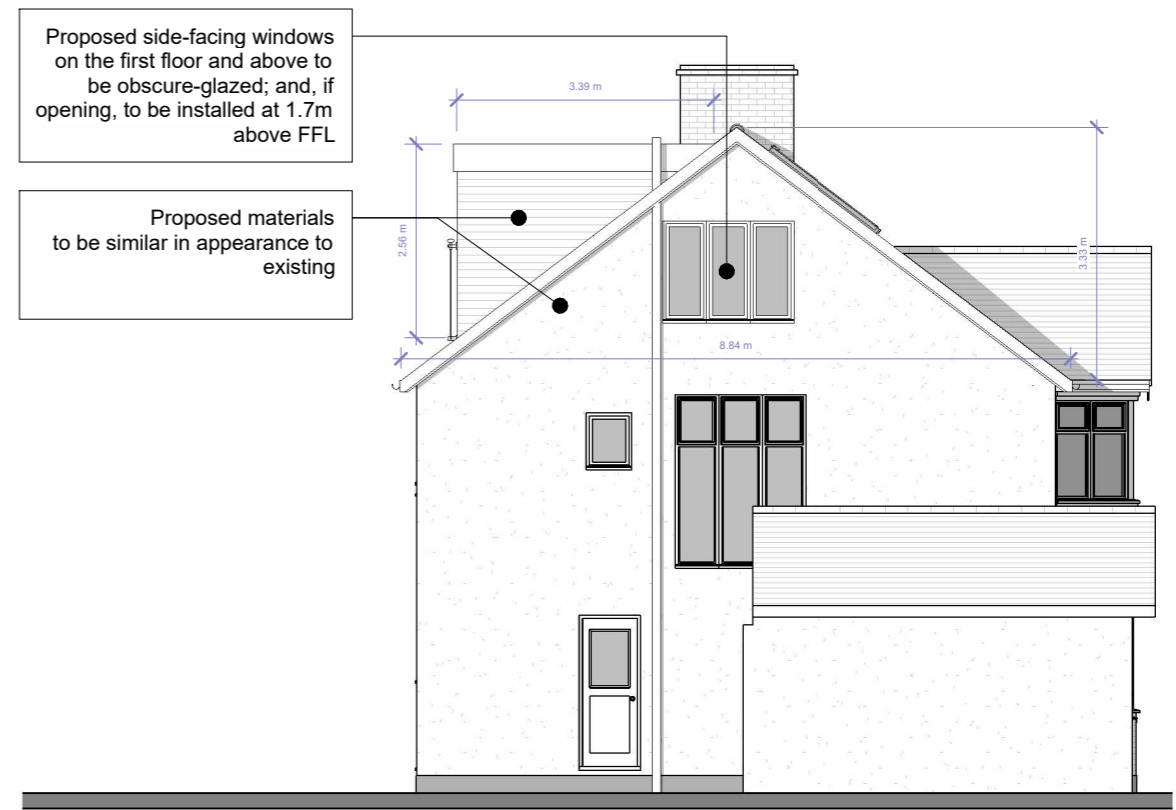 Proposed side-facing windows
on the first floor and above to
be obscure-glazed; and, if
opening, to be installed at 1.7m
above FFL
3.39 m
Proposed materials
to be similar in appearance to
existing
2.56 m
3.33 m
8.84 m